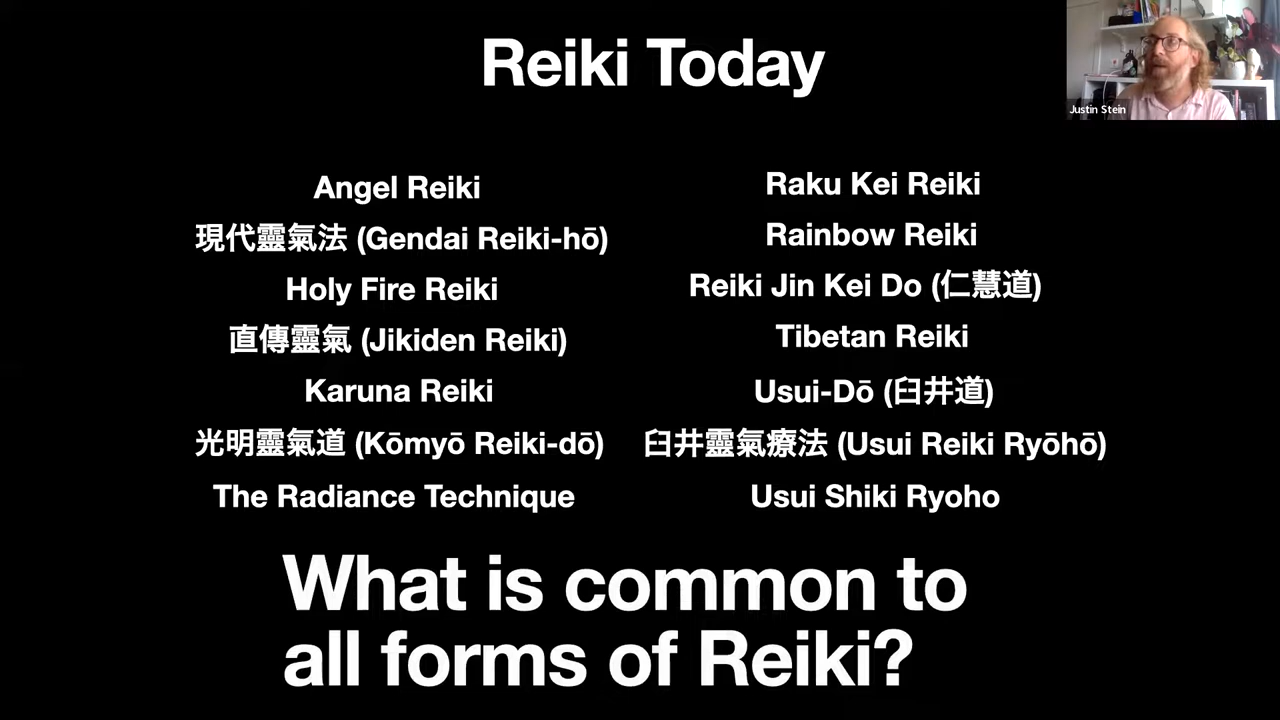 Reiki Today
Justin Stein
Angel Reiki
現代靈氣法 (Gendai Reiki-hō)
Holy Fire Reiki
直傳靈氣 (Jikiden Reiki)
Karuna Reiki
光明靈氣道 (Kōmyō Reiki-dō)
The Radiance Technique
Raku Kei Reiki
Rainbow Reiki
Reiki Jin Kei Do (仁慧道)
Tibetan Reiki
Usui-Dō (臼井道)
臼井靈氣療法 (Usui Reiki Ryōhō)
Usui Shiki Ryoho
What is common to
all forms of Reiki?